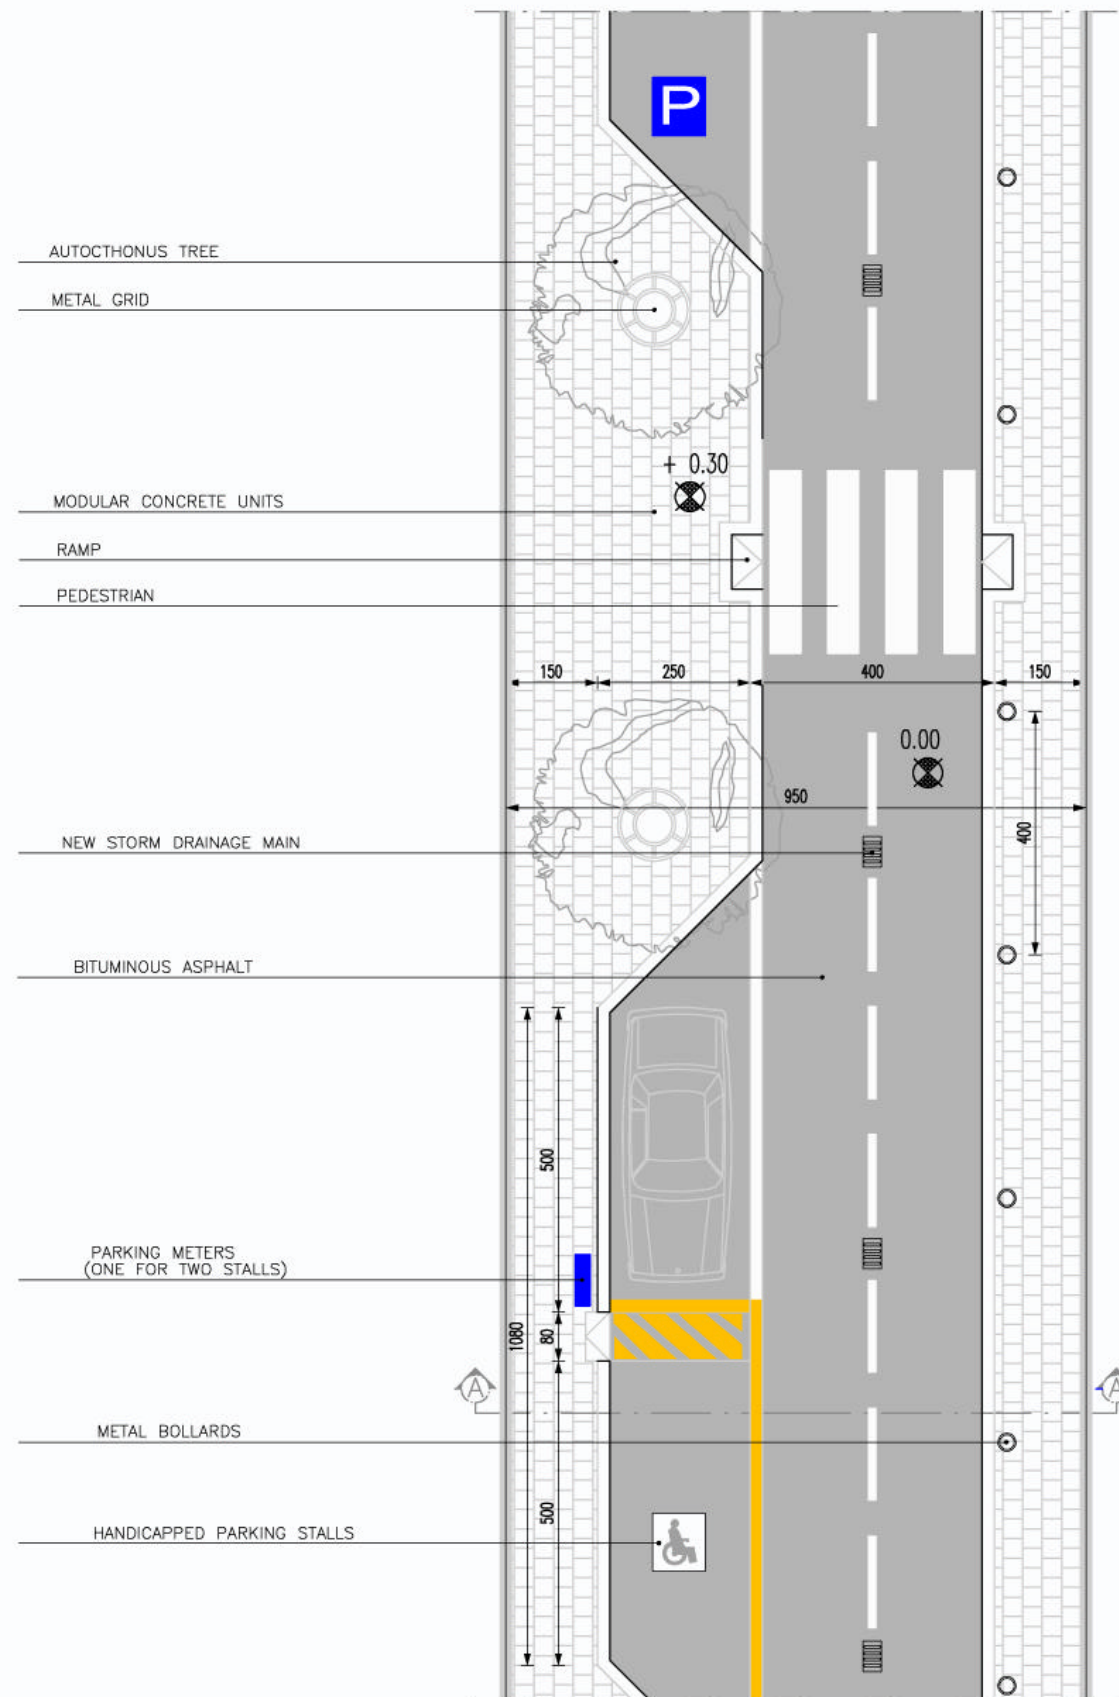 P
AUTOCTHONUS TREE
METAL GRID
+ 0.30
MODULAR CONCRETE UNITS
RAMP
PEDESTRIAN
150
250
400
150
0.00
950
400
NEW STORM DRAINAGE MAIN
BITUMINOUS ASPHALT
500
PARKING METERS
(ONE FOR TWO STALLS)
1080
80
A
A
METAL BOLLARDS
500
HANDICAPPED PARKING STALLS